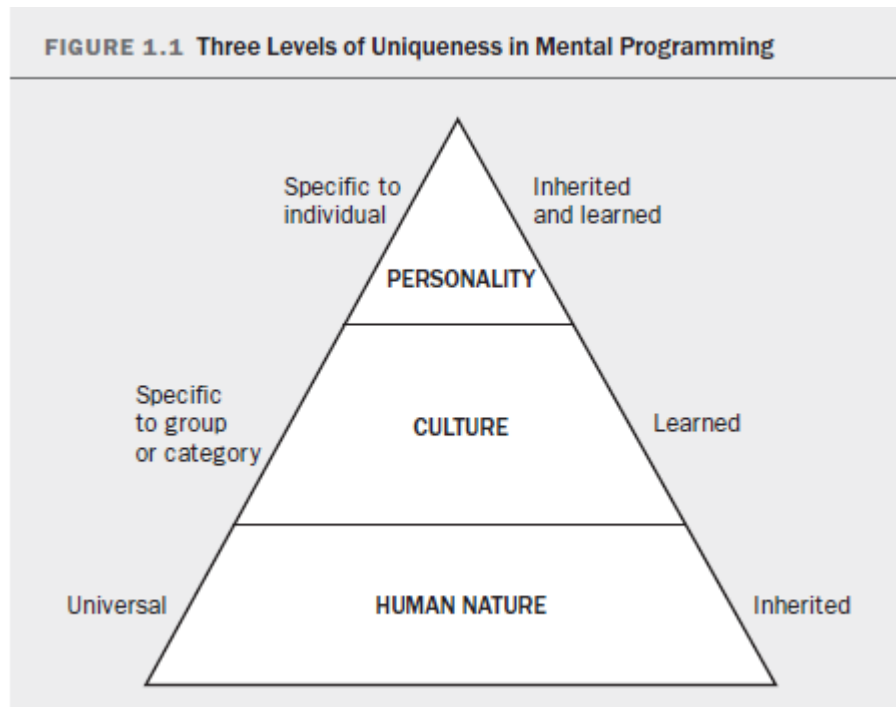 FIGURE 1.1 Three Levels of Uniqueness in Mental Programming
Specific to
individual
Inherited
and learned
PERSONALITY
Specific
to group
or category
CULTURE
Learned
Universal
HUMAN NATURE
Inherited